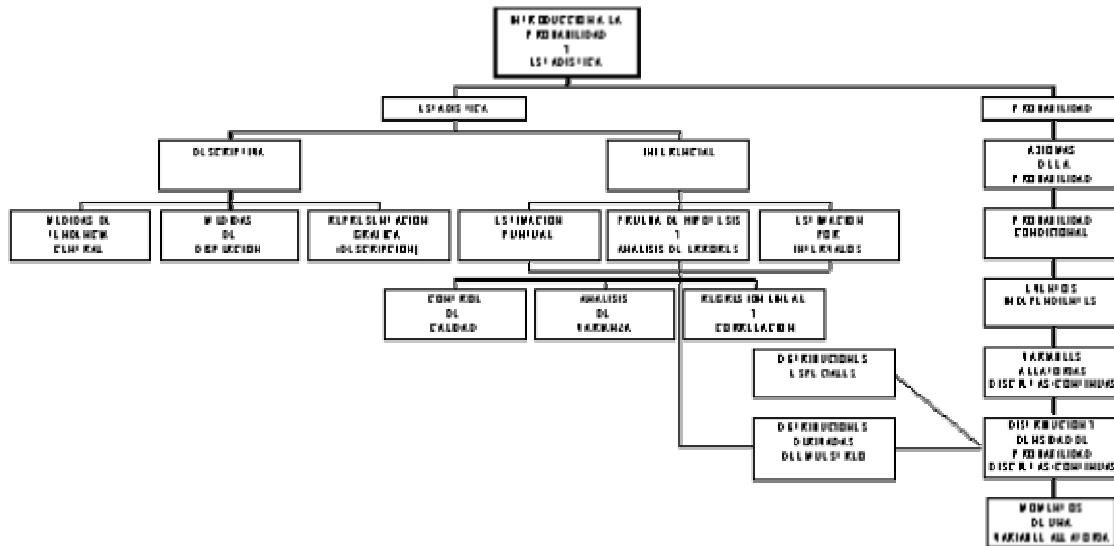 INTRODUCCION A LA
PROBABILIDAD
Y
ESTADISTICA
ESTADISTICA
PROBABILIDAD
DESCRIPTIVA
INFERENCIAL
AXIOMAS
DE LA
PROBABILIDAD
MEDIDAS DE
TENDENCIA
CENTRAL
MEDIDAS
DE
DISPERCION
REPRESENTACION
GRAFICA
(DESCRIPCION)
ESTIMACION
PUNTUAL
PRUEBA DE HIPOTESIS
Y
ANALISIS DE ERRORES
ESTIMACION
POR
INTERVALOS
PROBABILIDAD
CONDICIONAL
CONTROL
DE
CALIDAD
ANALISIS
DE
VARIANZA
REGRESION LINEAL
Y
CORRELACION
EVENTOS
INDEPENDIENTES
DISTRIBUCIONES
ESPECIALES
VARIABLES
ALEATORIAS
DISCRETAS-CONTINUAS
DISTRIBUCIONES
DERIVADAS
DEL MUESTREO
DISTRIBUCION Y
DENSIDAD DE
PROBABILIDAD
DISCRETAS-CONTINUAS
MOMENTOS
DE UNA
VARIABLE ALEATORIA